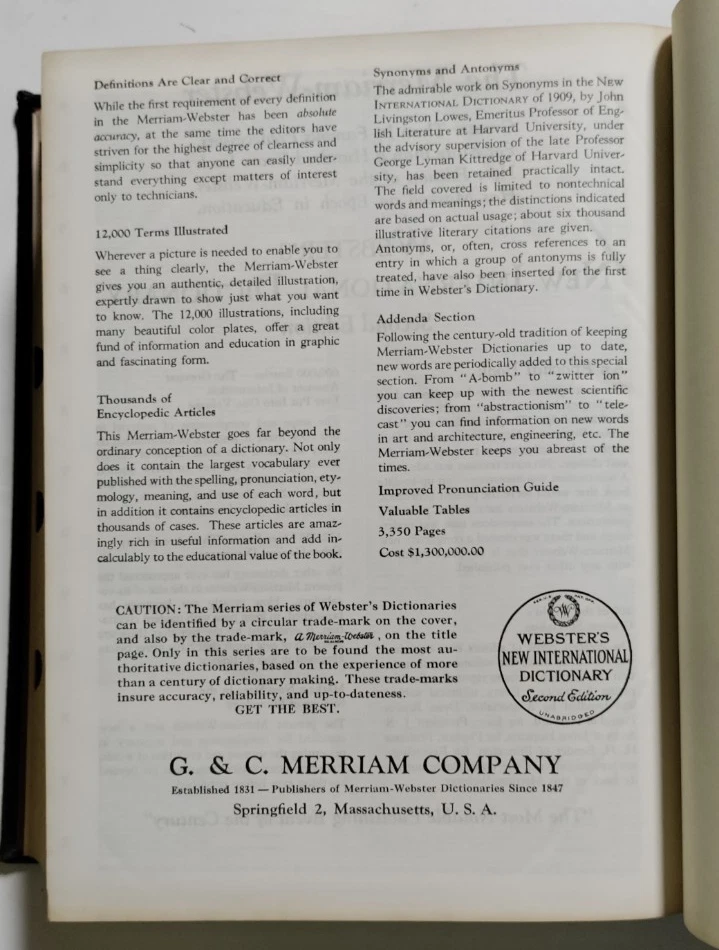 Definitions Are Clear and Correct
While the first requirement of every definition
in the Merriam-Webster has been absolute
accuracy, at the same time the editors have
striven for the highest degree of clearness and
simplicity so that anyone can easily under-
stand everything except matters of interest
only to technicians.
12,000 Terms Illustrated
Wherever a picture is needed to enable you to
see a thing clearly, the Merriam-Webster
gives you an authentic, detailed illustration,
expertly drawn to show just what you want
to know. The 12,000 illustrations, including
many beautiful color plates, offer a great
fund of information and education in graphic
and fascinating form.
Thousands of
Encyclopedic Articles
This Merriam-Webster goes far beyond the
ordinary conception of a dictionary. Not only
does it contain the largest vocabulary ever
published with the spelling, pronunciation, ety-
mology, meaning, and use of each word, but
in addition it contains encyclopedic articles in
thousands of cases. These articles are amaz-
ingly rich in useful information and add in-
calculably to the educational value of the book.
Synonyms and Antonyms
The admirable work on Synonyms in the NEW
INTERNATIONAL DICTIONARY of 1909, by John
Livingston Lowes, Emeritus Professor of Eng-
lish Literature at Harvard University, under
the advisory supervision of the late Professor
George Lyman Kittredge of Harvard Univer-
sity, has been retained practically intact.
The field covered is limited to nontechnical
words and meanings; the distinctions indicated
are based on actual usage; about six thousand
illustrative literary citations are given.
Antonyms, or, often, cross references to an
entry in which a group of antonyms is fully
treated, have also been inserted for the first
time in Webster's Dictionary.
Addenda Section
Following the century-old tradition of keeping
Merriam-Webster Dictionaries up to date,
new words are periodically added to this special
section. From "A-bomb" to "zwitter ion"
you can keep up with the newest scientific
discoveries; from "abstractionism" to "tele-
cast" you can find information on new words
in art and architecture, engineering, etc. The
Merriam-Webster keeps you abreast of the
times.
Improved Pronunciation Guide
Valuable Tables
3,350 Pages
Cost $1,300,000.00
CAUTION: The Merriam series of Webster's Dictionaries
can be identified by a circular trade-mark on the cover,
and also by the trade-mark, a Merriam-Webster, on the title
page. Only in this series are to be found the most au-
thoritative dictionaries, based on the experience of more
than a century of dictionary making. These trade-marks
insure accuracy, reliability, and up-to-dateness.
GET THE BEST.
W
WEBSTER'S
NEW INTERNATIONAL
DICTIONARY
Second Edition
UNABRIDGED
G. & C. MERRIAM COMPANY
Established 1831 — Publishers of Merriam-Webster Dictionaries Since 1847
Springfield 2, Massachusetts, U. S. A.